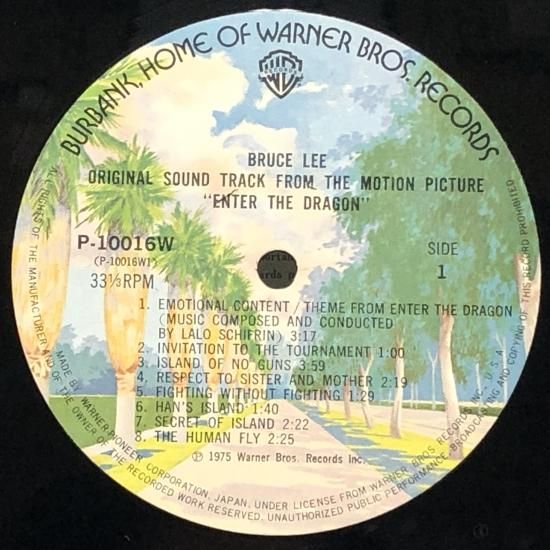 BURBANK, HOME OF WARNER BROS. RECORDS
RECORDS
BRUCE LEE
ORIGINAL SOUND TRACK FROM THE MOTION PICTURE
"ENTER THE DRAGON"
P-10016W
(P-10016W1)
33⅓RPM
SIDE
1
1. EMOTIONAL CONTENT / THEME FROM ENTER THE DRAGON
(MUSIC COMPOSED AND CONDUCTED
BY LALO SCHIFRIN) 3:17
2. INVITATION TO THE TOURNAMENT 1:00
3. ISLAND OF NO GUNS 3:59
4. RESPECT TO SISTER AND MOTHER 2:19
5. FIGHTING WITHOUT FIGHTING 1:29
6. HAN'S ISLAND 1:40
7. SECRET OF ISLAND 2:22
8. THE HUMAN FLY 2:25
℗ 1975 Warner Bros. Records Inc.
MADE BY WARNER-PIONEER CORPORATION, JAPAN, UNDER LICENSE FROM WARNER BROS RECORDS INC., U.S.A.
ALL RIGHTS OF THE MANUFACTURER AND OF THE OWNER OF THE RECORDED WORK RESERVED. UNAUTHORIZED PUBLIC PERFORMANCE, BROADCASTING AND COPYING OF THIS RECORD PROHIBITED